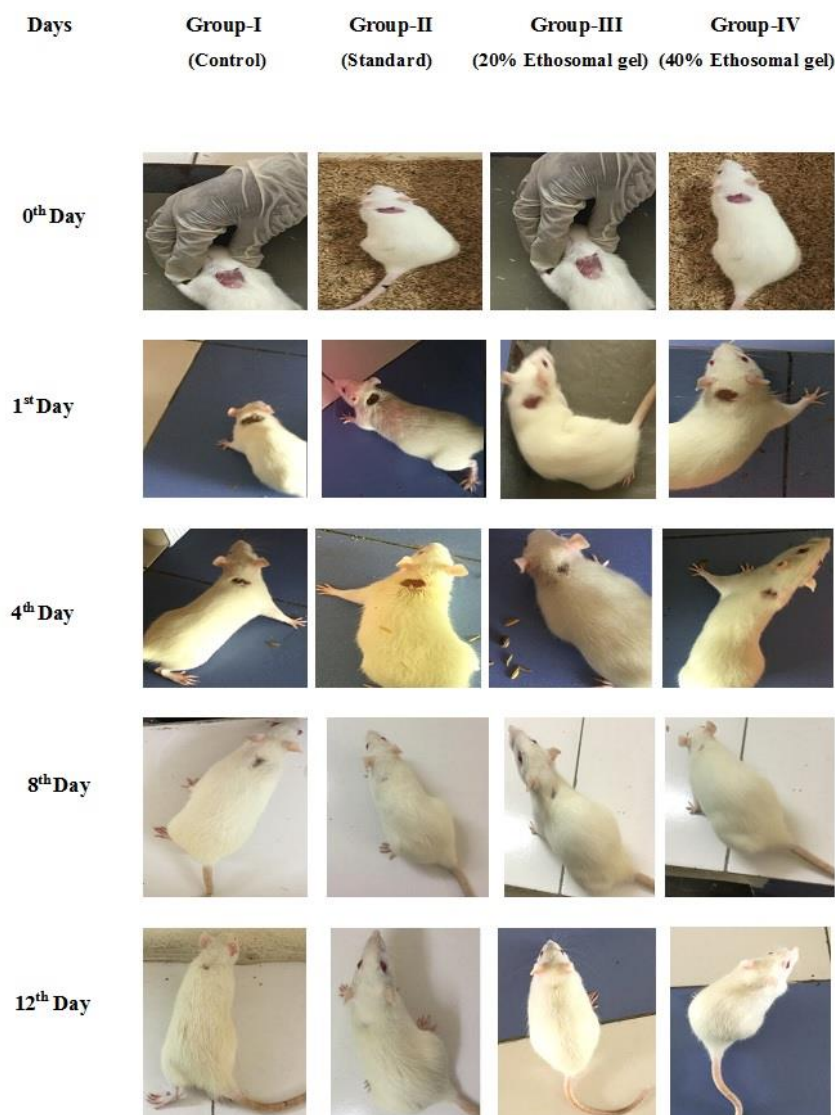 Days Group-I Group-II Group-III Group-IV
(Control) (Standard) (20% Ethosomal gel) (40% Ethosomal gel)
0th Day
1st Day
4th Day
8th Day
12th Day